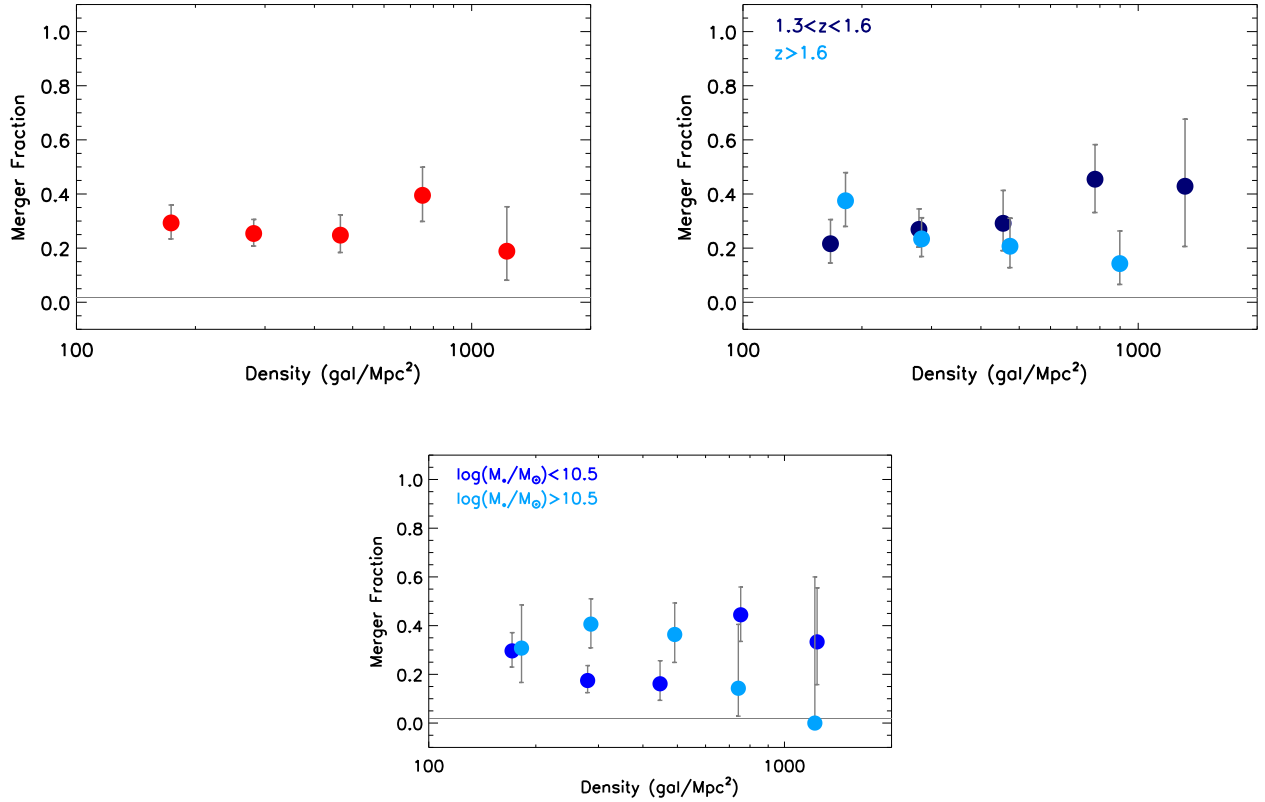 1.0
0.8
0.6
0.4
0.2
0.0
Merger Fraction
100
1000
Density (gal/Mpc²)
1.3<z<1.6
z>1.6
1.0
0.8
0.6
0.4
0.2
0.0
Merger Fraction
100
1000
Density (gal/Mpc²)
log(M⋆/M⊙)<10.5
log(M⋆/M⊙)>10.5
1.0
0.8
0.6
0.4
0.2
0.0
Merger Fraction
100
1000
Density (gal/Mpc²)